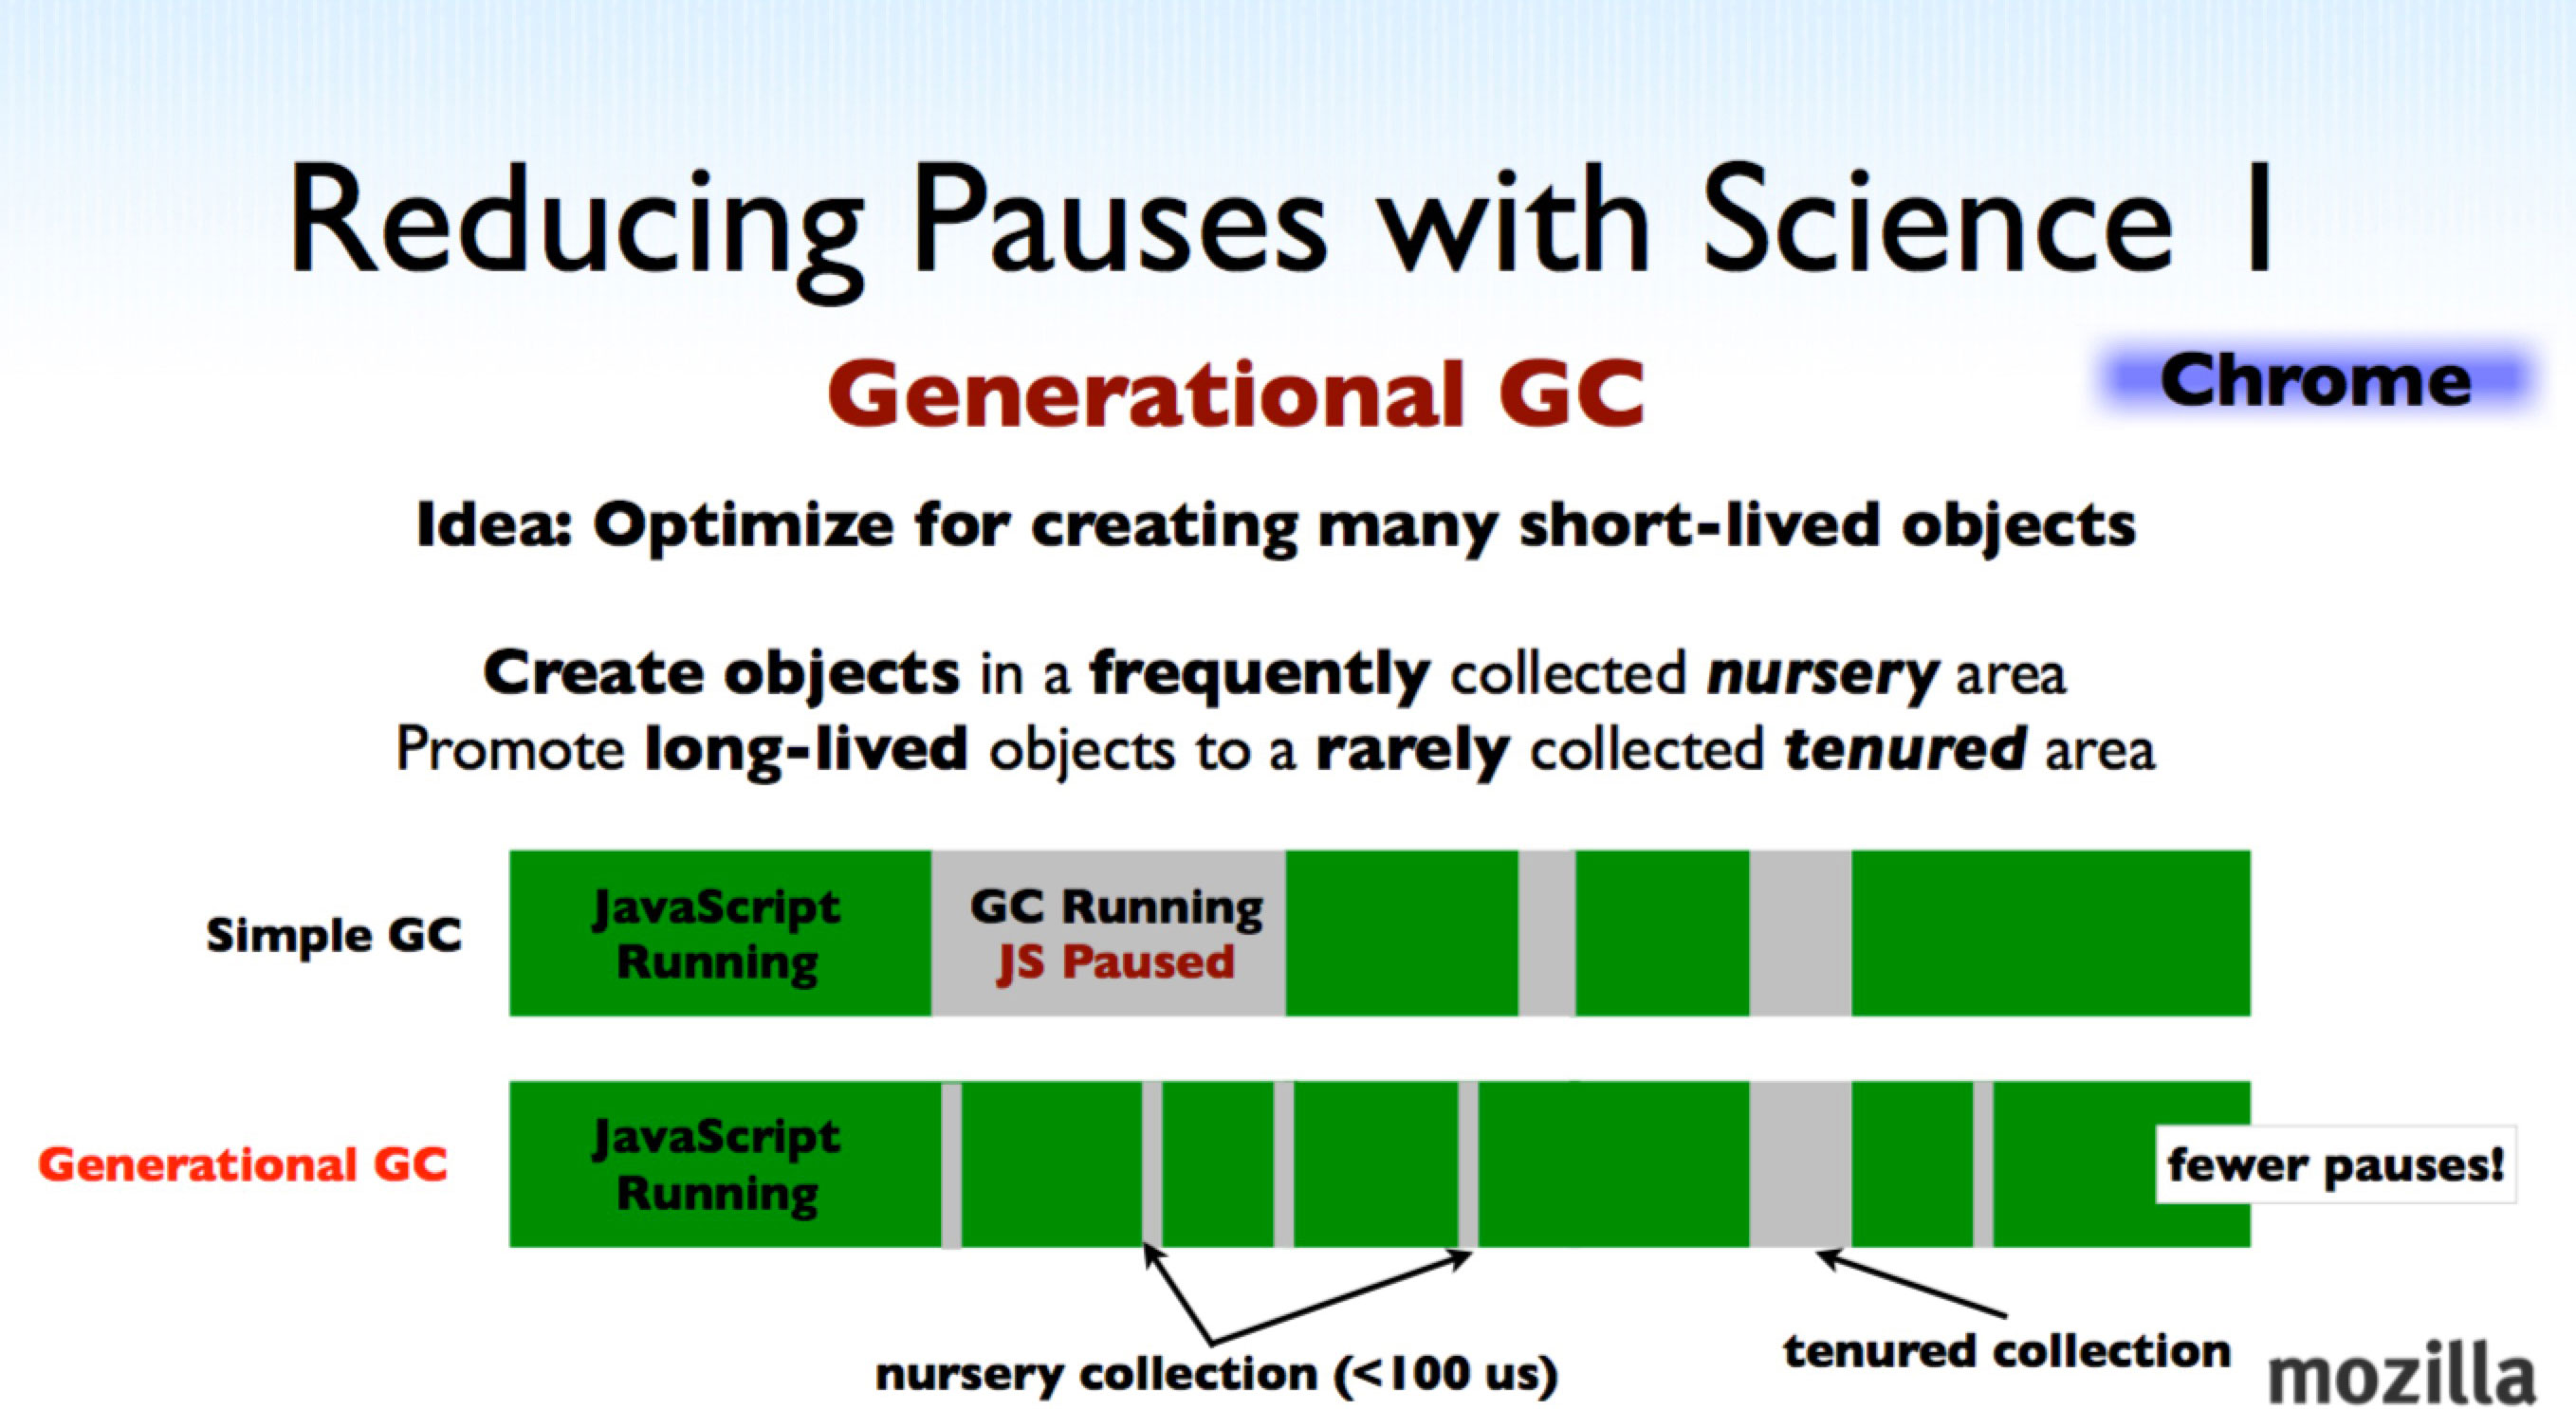 Reducing Pauses with Science 1
Generational GC
Chrome
Idea: Optimize for creating many short-lived objects
Create objects in a frequently collected nursery area
Promote long-lived objects to a rarely collected tenured area
Simple GC
JavaScript
Running
GC Running
JS Paused
Generational GC
JavaScript
Running
fewer pauses!
nursery collection (<100 us)
tenured collection
mozilla